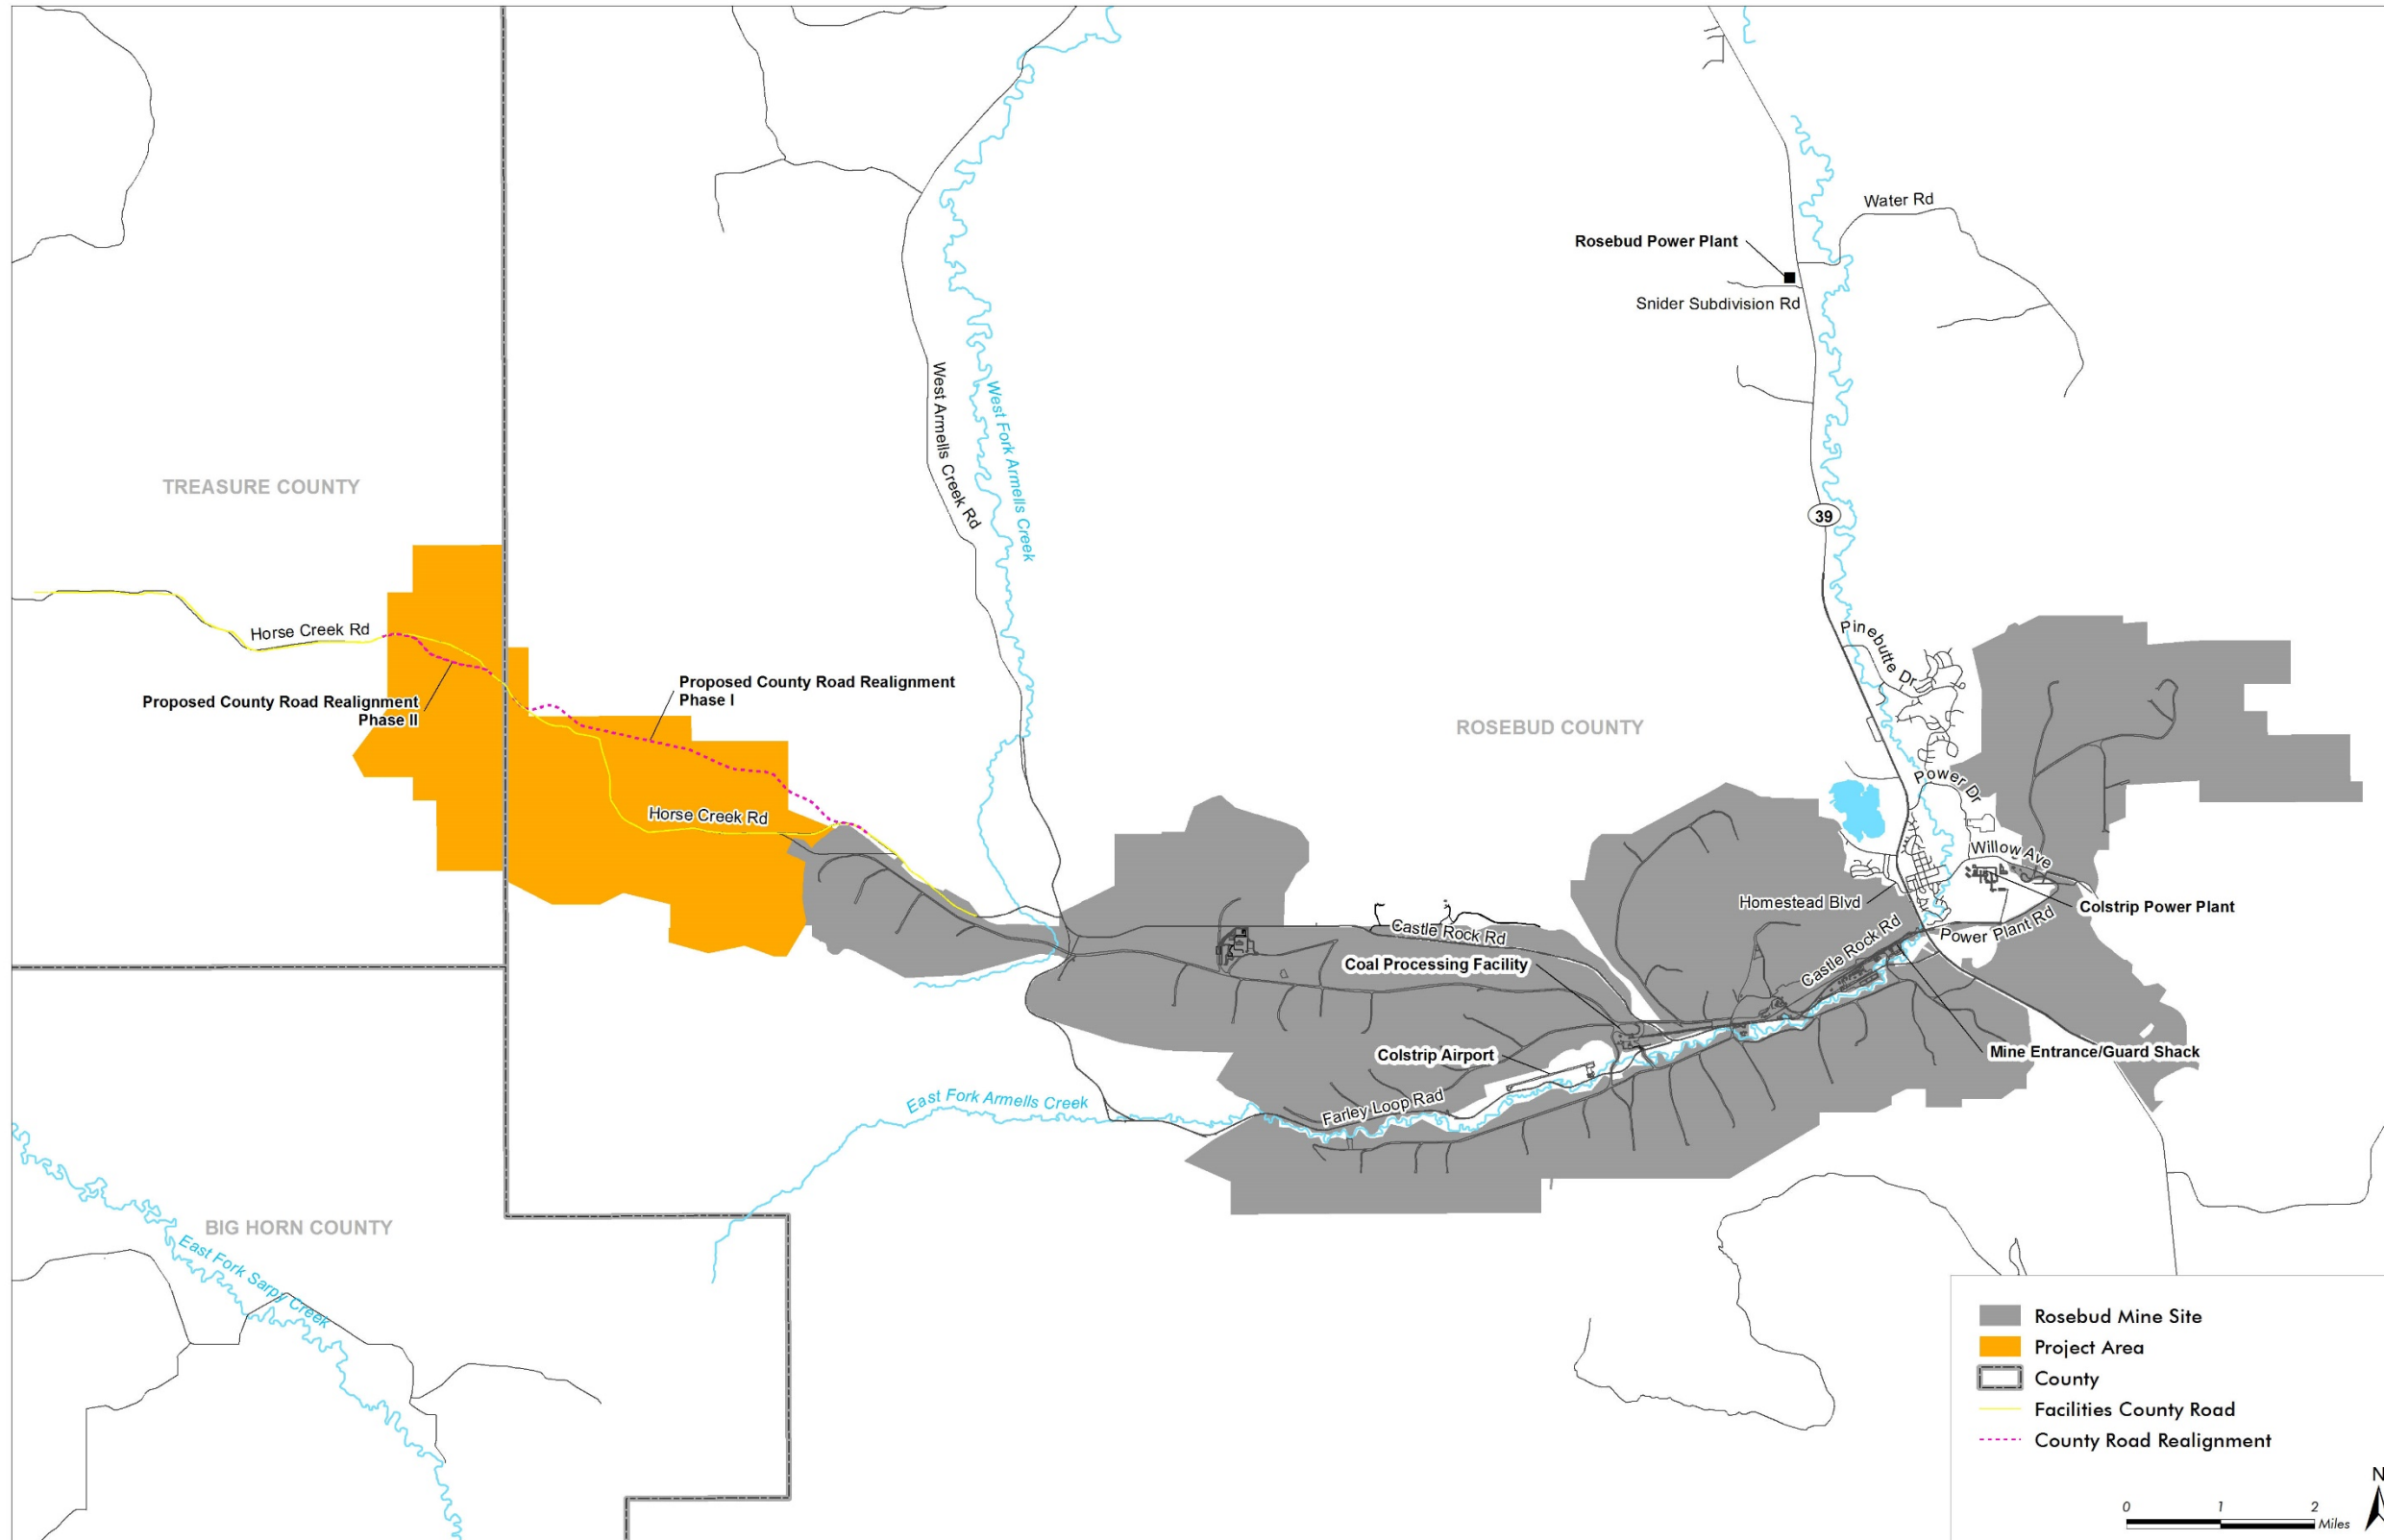 Water Rd
Rosebud Power Plant
Snider Subdivision Rd
West Armells Creek Rd
West Fork Armells Creek
TREASURE COUNTY
39
Horse Creek Rd
Pinebutte Dr
Proposed County Road Realignment
Phase I
Proposed County Road Realignment
Phase II
ROSEBUD COUNTY
Power Dr
Horse Creek Rd
Willow Ave
Homestead Blvd
Colstrip Power Plant
Castle Rock Rd
Castle Rock Rd
Power Plant Rd
Coal Processing Facility
Colstrip Airport
Mine Entrance/Guard Shack
East Fork Armells Creek
Farley Loop Rad
BIG HORN COUNTY
East Fork Sarpy Creek
Rosebud Mine Site
Project Area
County
Facilities County Road
County Road Realignment
N
0 1 2
Miles